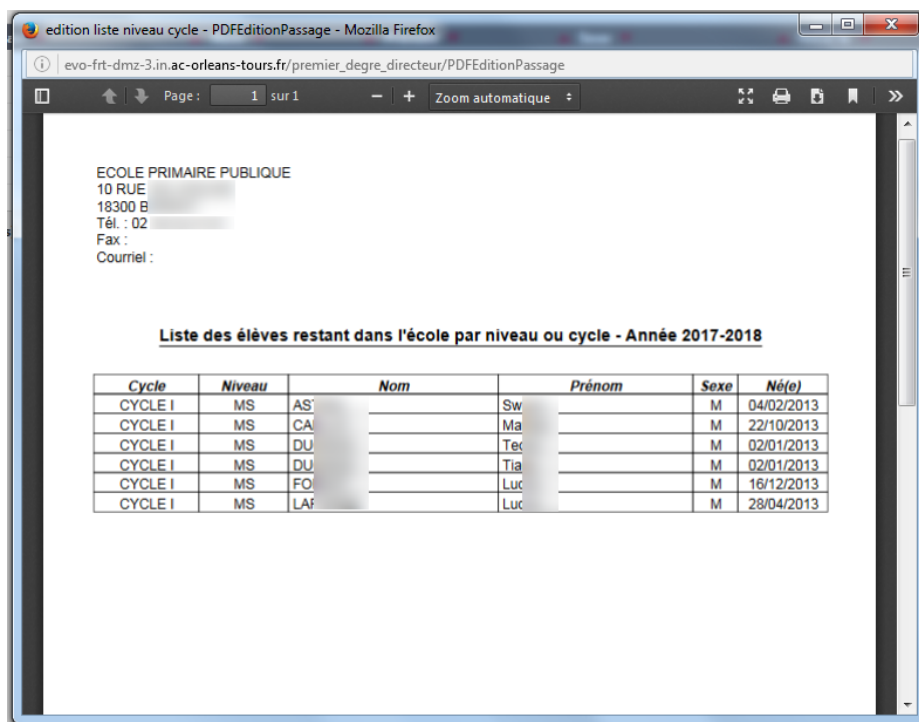 edition liste niveau cycle - PDFEditionPassage - Mozilla Firefox
evo-frt-dmz-3.in.ac-orleans-tours.fr/premier_degre_directeur/PDFEditionPassage
Page : 1 sur 1 Zoom automatique
ECOLE PRIMAIRE PUBLIQUE
10 RUE
18300 B
Tél. : 02
Fax :
Courriel :
Liste des élèves restant dans l'école par niveau ou cycle - Année 2017-2018
Cycle Niveau Nom Prénom Sexe Né(e)
CYCLE I MS AS Sw M 04/02/2013
CYCLE I MS CA Ma M 22/10/2013
CYCLE I MS DU Te M 02/01/2013
CYCLE I MS DU Tia M 02/01/2013
CYCLE I MS FO Luc M 16/12/2013
CYCLE I MS LA Luc M 28/04/2013